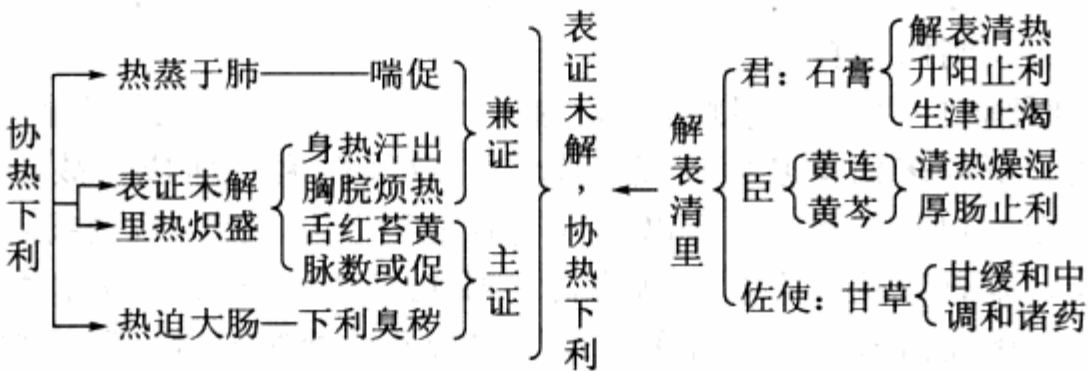 协热下利
热蒸于肺——喘促
表证未解
里热炽盛
身热汗出
胸脘烦热
舌红苔黄
脉数或促
热迫大肠—下利臭秽
兼证
主证
表证未解，协热下利
解表清里
君：石膏
解表清热
升阳止利
生津止渴
臣
黄连
黄芩
清热燥湿
厚肠止利
佐使：甘草
甘缓和中
调和诸药